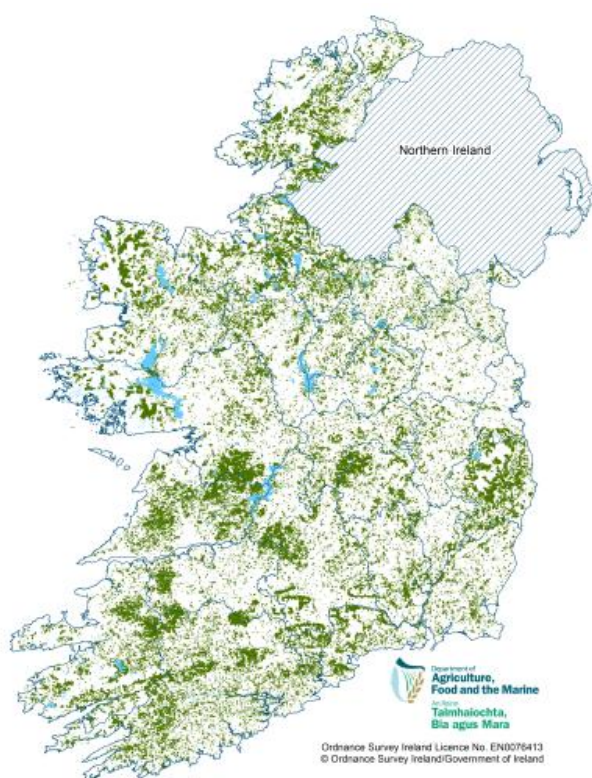 Northern Ireland
Department of
Agriculture,
Food and the Marine
An Roinn
Talmhaíochta,
Bia agus Mara
Ordnance Survey Ireland Licence No. EN0076413
© Ordnance Survey Ireland/Government of Ireland